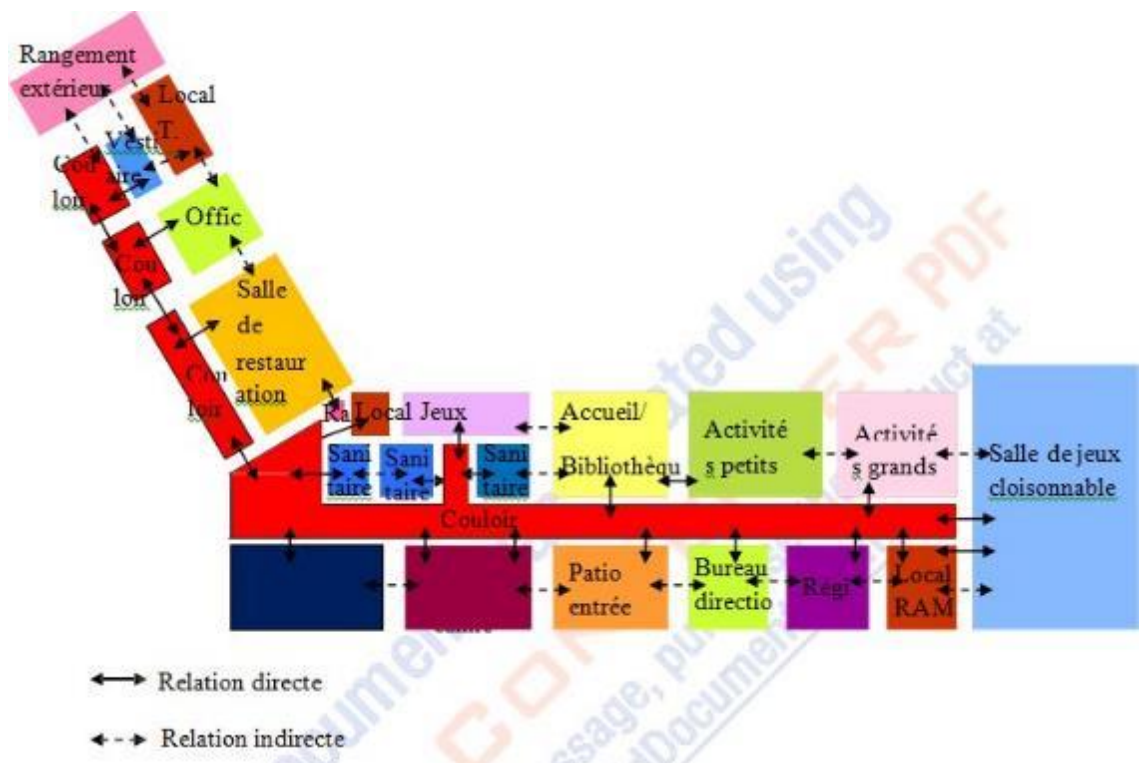 Rangement
extérieur
Local
T.
Vesti
aire
Cou
loir
Offic
Cou
loir
Salle
de
restaur
ation
Cou
loir
Ra
Local
Jeux
Accueil/
Bibliothèqu
Activité
s petits
Activité
s grands
Salle de jeux
cloisonnable
Sani
taire
Sani
taire
Sani
taire
Couloir
Patio
entrée
Bureau
directio
Régi
Local
RAM
Relation directe
Relation indirecte